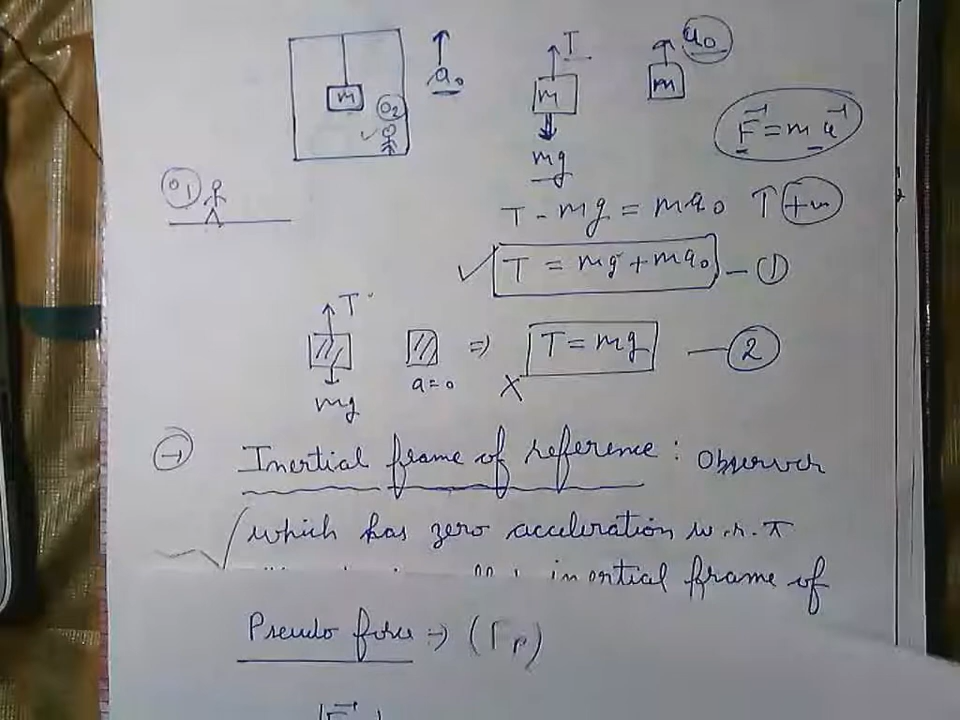 m O2 a₀ T m mg m a₀
F⃗ = m a⃗
O1
T - mg = ma₀ ↑ +ve
T = mg + ma₀ — ①
T
mg a=0 ⇒ T = mg — ②
X
Inertial frame of reference : Observer
which has zero acceleration w.r.t
inertial frame of
Pseudo force ⇒ (Fp)